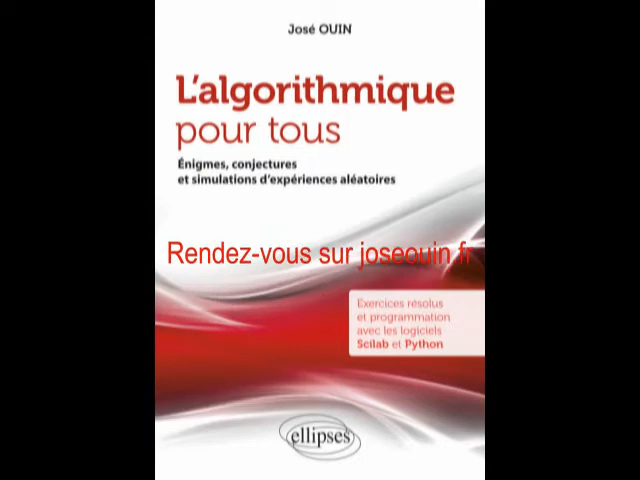 José OUIN
L'algorithmique
pour tous
Énigmes, conjectures
et simulations d'expériences aléatoires
Rendez-vous sur joseouin fr
Exercices résolus
et programmation
avec les logiciels
Scilab et Python
ellipses